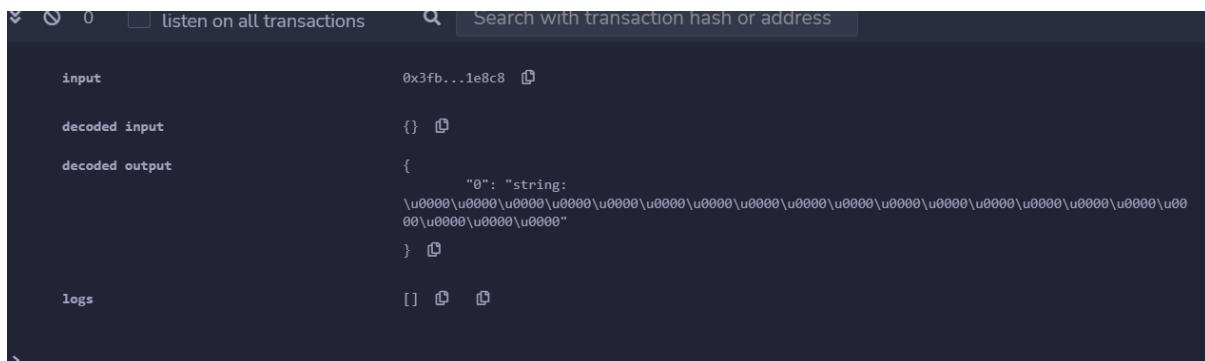 0 listen on all transactions Search with transaction hash or address
input 0x3fb...1e8c8
decoded input {}
decoded output {
"0": "string:
\u0000\u0000\u0000\u0000\u0000\u0000\u0000\u0000\u0000\u0000\u0000\u0000\u0000\u0000\u0000\u0000\u00
00\u0000\u0000\u0000"
}
logs []